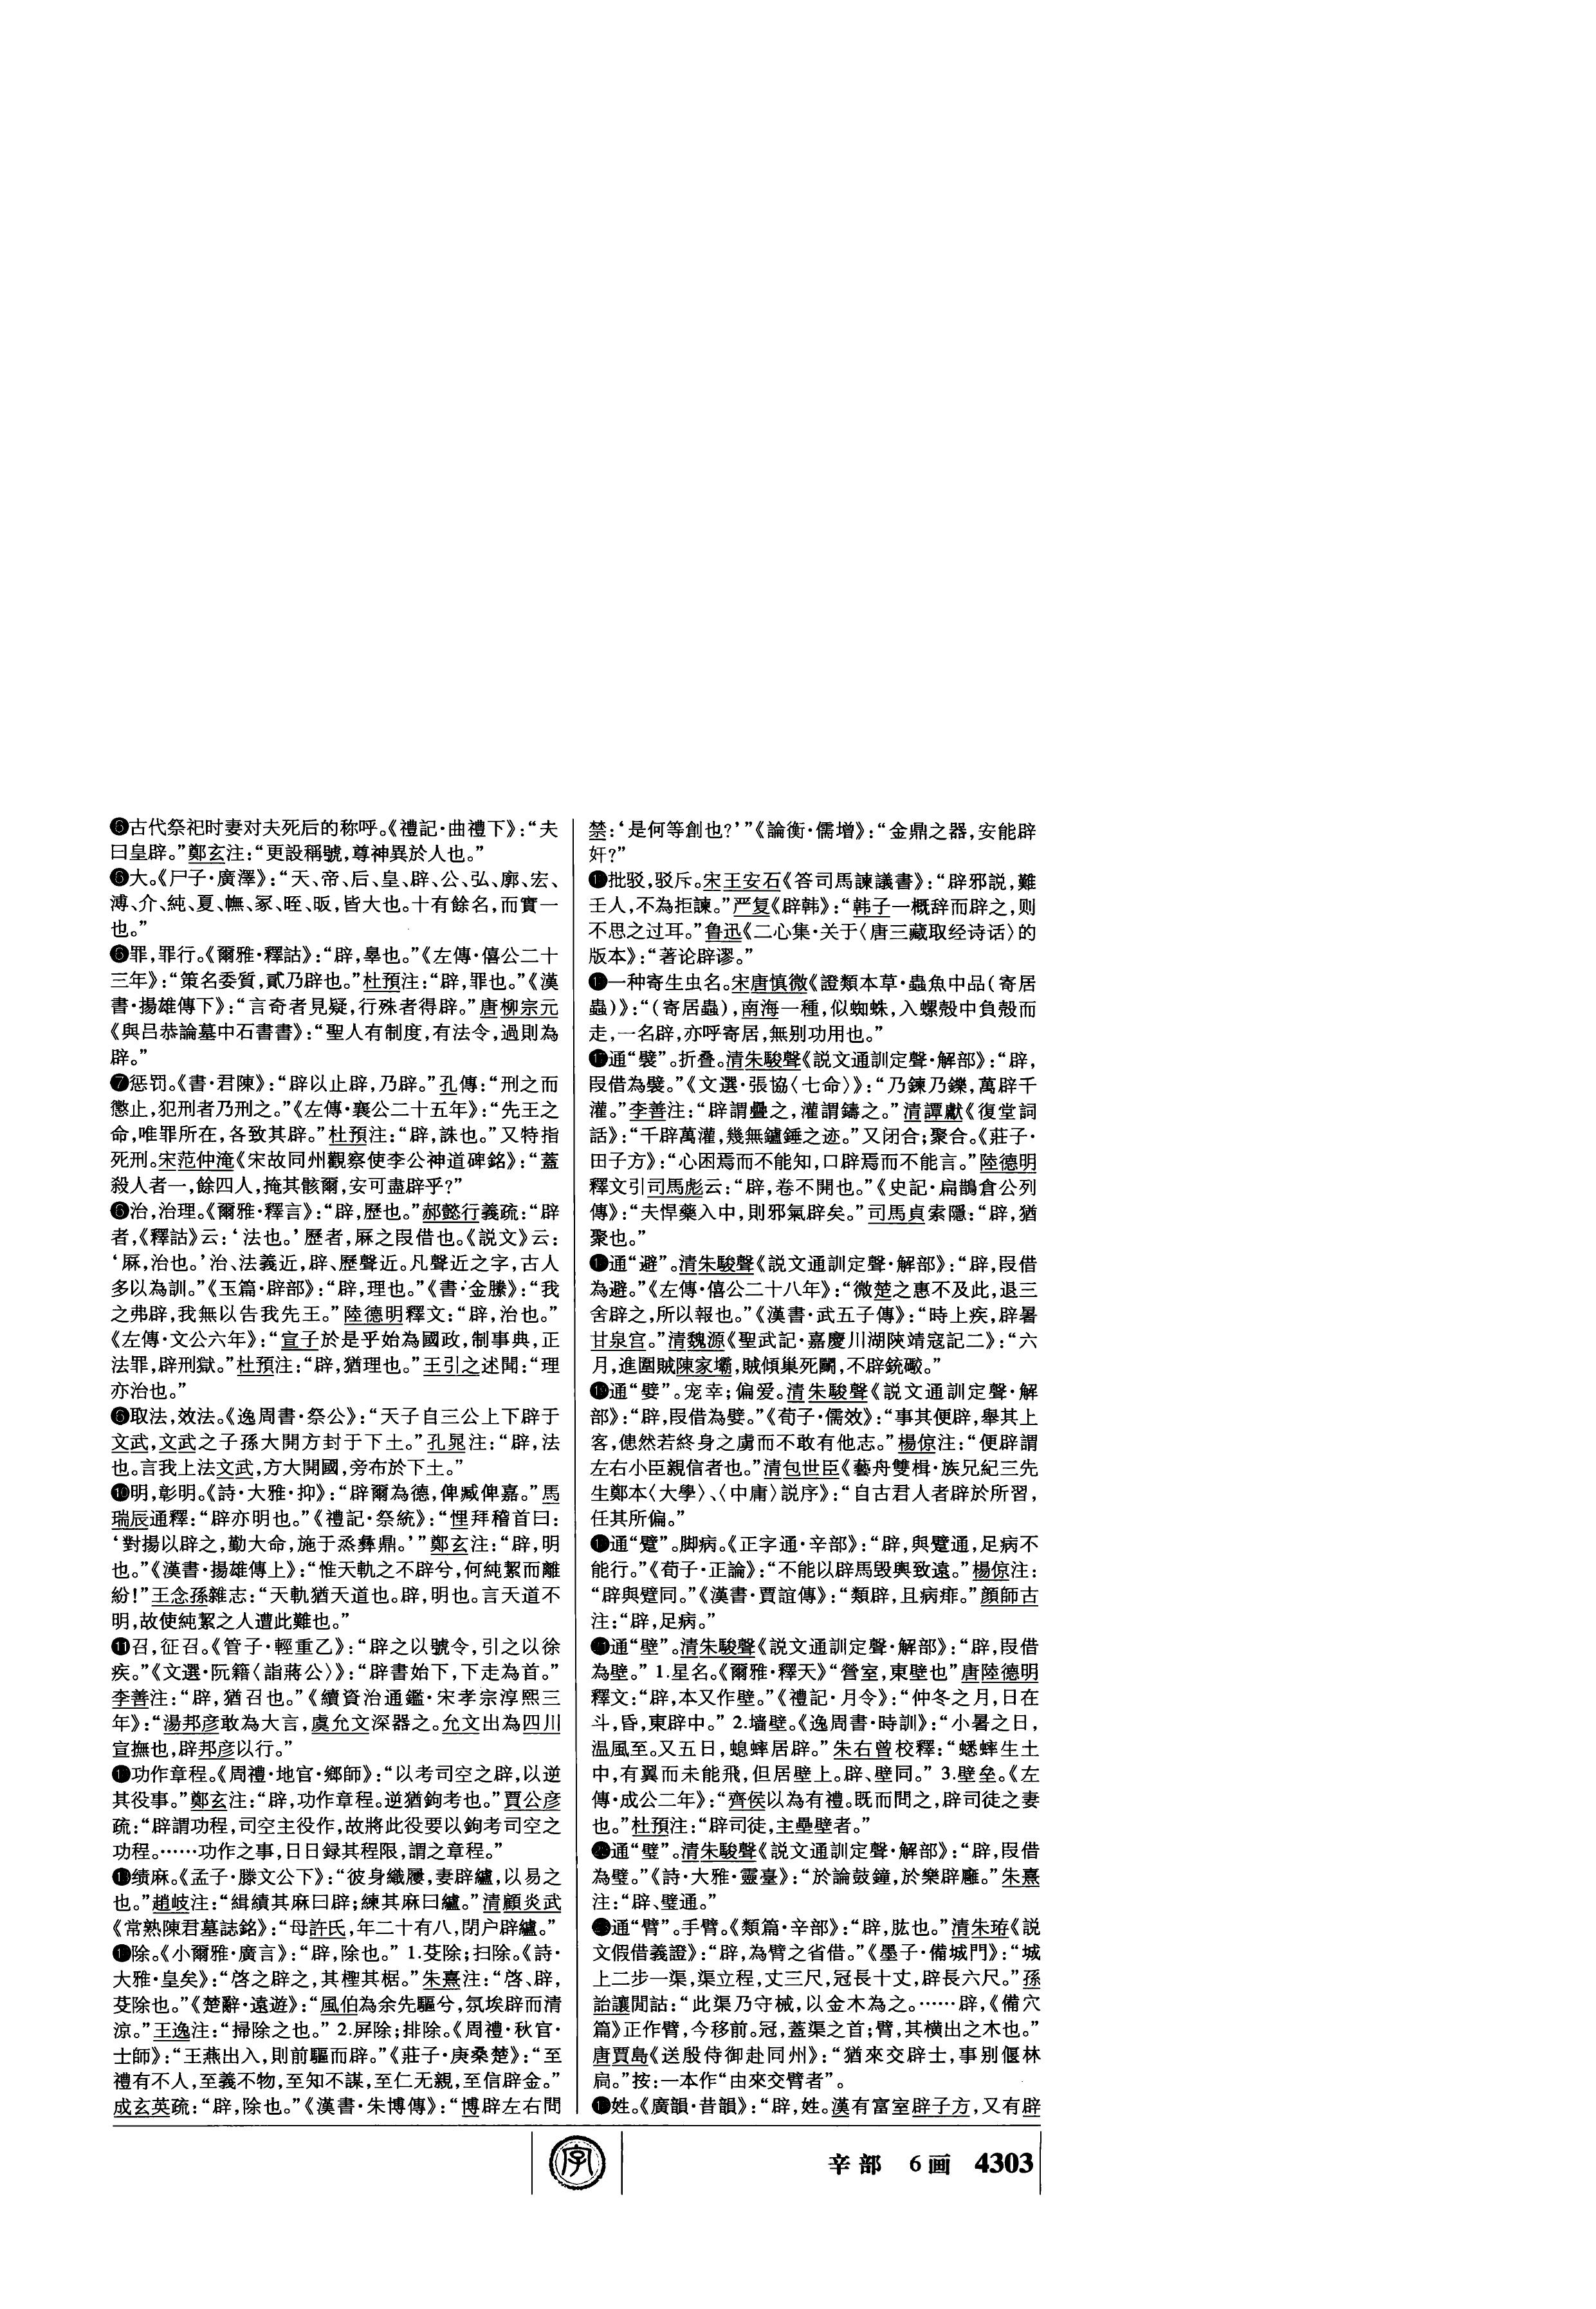 ❻古代祭祀时妻对夫死后的称呼。《禮記·曲禮下》：“夫
曰皇辟。”鄭玄注：“更設稱號，尊神異於人也。”
❻大。《尸子·廣澤》：“天、帝、后、皇、辟、公、弘、廓、宏、
溥、介、純、夏、幠、冢、晊、昄，皆大也。十有餘名，而實一
也。”
❻罪，罪行。《爾雅·釋詁》：“辟，辠也。”《左傳·僖公二十
三年》：“策名委質，貳乃辟也。”杜預注：“辟，罪也。”《漢
書·揚雄傳下》：“言奇者見疑，行殊者得辟。”唐柳宗元
《與吕恭論墓中石書書》：“聖人有制度，有法令，過則為
辟。”
❼惩罚。《書·君陳》：“辟以止辟，乃辟。”孔傳：“刑之而
懲止，犯刑者乃刑之。”《左傳·襄公二十五年》：“先王之
命，唯罪所在，各致其辟。”杜預注：“辟，誅也。”又特指
死刑。宋范仲淹《宋故同州觀察使李公神道碑銘》：“蓋
殺人者一，餘四人，掩其骸爾，安可盡辟乎？”
❻治，治理。《爾雅·釋言》：“辟，歷也。”郝懿行義疏：“辟
者，《釋詁》云：‘法也。’歷者，厤之叚借也。《説文》云：
‘厤，治也。’治、法義近，辟、歷聲近。凡聲近之字，古人
多以為訓。”《玉篇·辟部》：“辟，理也。”《書·金縢》：“我
之弗辟，我無以告我先王。”陸德明釋文：“辟，治也。”
《左傳·文公六年》：“宣子於是乎始為國政，制事典，正
法罪，辟刑獄。”杜預注：“辟，猶理也。”王引之述聞：“理
亦治也。”
❻取法，效法。《逸周書·祭公》：“天子自三公上下辟于
文武，文武之子孫大開方封于下土。”孔晁注：“辟，法
也。言我上法文武，方大開國，旁布於下土。”
❿明，彰明。《詩·大雅·抑》：“辟爾為德，俾臧俾嘉。”馬
瑞辰通釋：“辟亦明也。”《禮記·祭統》：“悝拜稽首曰：
‘對揚以辟之，勤大命，施于烝彝鼎。’”鄭玄注：“辟，明
也。”《漢書·揚雄傳上》：“惟天軌之不辟兮，何純絜而離
紛！”王念孫雜志：“天軌猶天道也。辟，明也。言天道不
明，故使純絜之人遭此難也。”
⓫召，征召。《管子·輕重乙》：“辟之以號令，引之以徐
疾。”《文選·阮籍〈詣蔣公〉》：“辟書始下，下走為首。”
李善注：“辟，猶召也。”《續資治通鑑·宋孝宗淳熙三
年》：“湯邦彦敢為大言，虞允文深器之。允文出為四川
宣撫也，辟邦彦以行。”
❶功作章程。《周禮·地官·鄉師》：“以考司空之辟，以逆
其役事。”鄭玄注：“辟，功作章程。逆猶鉤考也。”賈公彦
疏：“辟謂功程，司空主役作，故將此役要以鉤考司空之
功程。……功作之事，日日録其程限，謂之章程。”
❶绩麻。《孟子·滕文公下》：“彼身織屨，妻辟纑，以易之
也。”趙岐注：“緝績其麻曰辟；練其麻曰纑。”清顧炎武
《常熟陳君墓誌銘》：“母許氏，年二十有八，閉户辟纑。”
❶除。《小爾雅·廣言》：“辟，除也。” 1.芟除；扫除。《詩·
大雅·皇矣》：“啓之辟之，其檉其椐。”朱熹注：“啓、辟，
芟除也。”《楚辭·遠遊》：“風伯為余先驅兮，氛埃辟而清
涼。”王逸注：“掃除之也。” 2.屏除；排除。《周禮·秋官·
士師》：“王燕出入，則前驅而辟。”《莊子·庚桑楚》：“至
禮有不人，至義不物，至知不謀，至仁无親，至信辟金。”
成玄英疏：“辟，除也。”《漢書·朱博傳》：“博辟左右問
禁：‘是何等創也？’”《論衡·儒增》：“金鼎之器，安能辟
奸？”
❶批驳，驳斥。宋王安石《答司馬諫議書》：“辟邪説，難
壬人，不為拒諫。”严复《辟韩》：“韩子一概辞而辟之，则
不思之过耳。”鲁迅《二心集·关于〈唐三藏取经诗话〉的
版本》：“著论辟谬。”
❶一种寄生虫名。宋唐慎微《證類本草·蟲魚中品（寄居
蟲）》：“（寄居蟲），南海一種，似蜘蛛，入螺殻中負殻而
走，一名辟，亦呼寄居，無别功用也。”
❶通“襞”。折叠。清朱駿聲《説文通訓定聲·解部》：“辟，
叚借為襞。”《文選·張協〈七命〉》：“乃鍊乃鑠，萬辟千
灌。”李善注：“辟謂疊之，灌謂鑄之。”清譚獻《復堂詞
話》：“千辟萬灌，幾無鑪錘之迹。”又闭合；聚合。《莊子·
田子方》：“心困焉而不能知，口辟焉而不能言。”陸德明
釋文引司馬彪云：“辟，卷不開也。”《史記·扁鵲倉公列
傳》：“夫悍藥入中，則邪氣辟矣。”司馬貞索隱：“辟，猶
聚也。”
❶通“避”。清朱駿聲《説文通訓定聲·解部》：“辟，叚借
為避。”《左傳·僖公二十八年》：“微楚之惠不及此，退三
舍辟之，所以報也。”《漢書·武五子傳》：“時上疾，辟暑
甘泉宫。”清魏源《聖武記·嘉慶川湖陝靖寇記二》：“六
月，進圍賊陳家壩，賊傾巢死鬭，不辟銃礮。”
⓳通“嬖”。宠幸；偏爱。清朱駿聲《説文通訓定聲·解
部》：“辟，叚借為嬖。”《荀子·儒效》：“事其便辟，舉其上
客，億然若終身之虜而不敢有他志。”楊倞注：“便辟謂
左右小臣親信者也。”清包世臣《藝舟雙楫·族兄紀三先
生鄭本〈大學〉、〈中庸〉説序》：“自古君人者辟於所習，
任其所偏。”
❶通“躄”。脚病。《正字通·辛部》：“辟，與躄通，足病不
能行。”《荀子·正論》：“不能以辟馬毁輿致遠。”楊倞注：
“辟與躄同。”《漢書·賈誼傳》：“類辟，且病痱。”顔師古
注：“辟，足病。”
㉑通“壁”。清朱駿聲《説文通訓定聲·解部》：“辟，叚借
為壁。” 1.星名。《爾雅·釋天》“營室，東壁也”唐陸德明
釋文：“辟，本又作壁。”《禮記·月令》：“仲冬之月，日在
斗，昏，東辟中。” 2.墙壁。《逸周書·時訓》：“小暑之日，
温風至。又五日，蟋蟀居辟。”朱右曾校釋：“蟋蟀生土
中，有翼而未能飛，但居壁上。辟、壁同。” 3.壁垒。《左
傳·成公二年》：“齊侯以為有禮。既而問之，辟司徒之妻
也。”杜預注：“辟司徒，主壘壁者。”
㉒通“璧”。清朱駿聲《説文通訓定聲·解部》：“辟，叚借
為璧。”《詩·大雅·靈臺》：“於論鼓鐘，於樂辟廱。”朱熹
注：“辟、璧通。”
㉓通“臂”。手臂。《類篇·辛部》：“辟，肱也。”清朱珔《説
文假借義證》：“辟，為臂之省借。”《墨子·備城門》：“城
上二步一渠，渠立程，丈三尺，冠長十丈，辟長六尺。”孫
詒讓閒詁：“此渠乃守械，以金木為之。……辟，《備穴
篇》正作臂，今移前。冠，蓋渠之首；臂，其横出之木也。”
唐賈島《送殷侍御赴同州》：“猶來交辟士，事别偃林
扃。”按：一本作“由來交臂者”。
❶姓。《廣韻·昔韻》：“辟，姓。漢有富室辟子方，又有辟
字
辛部 6画 4303